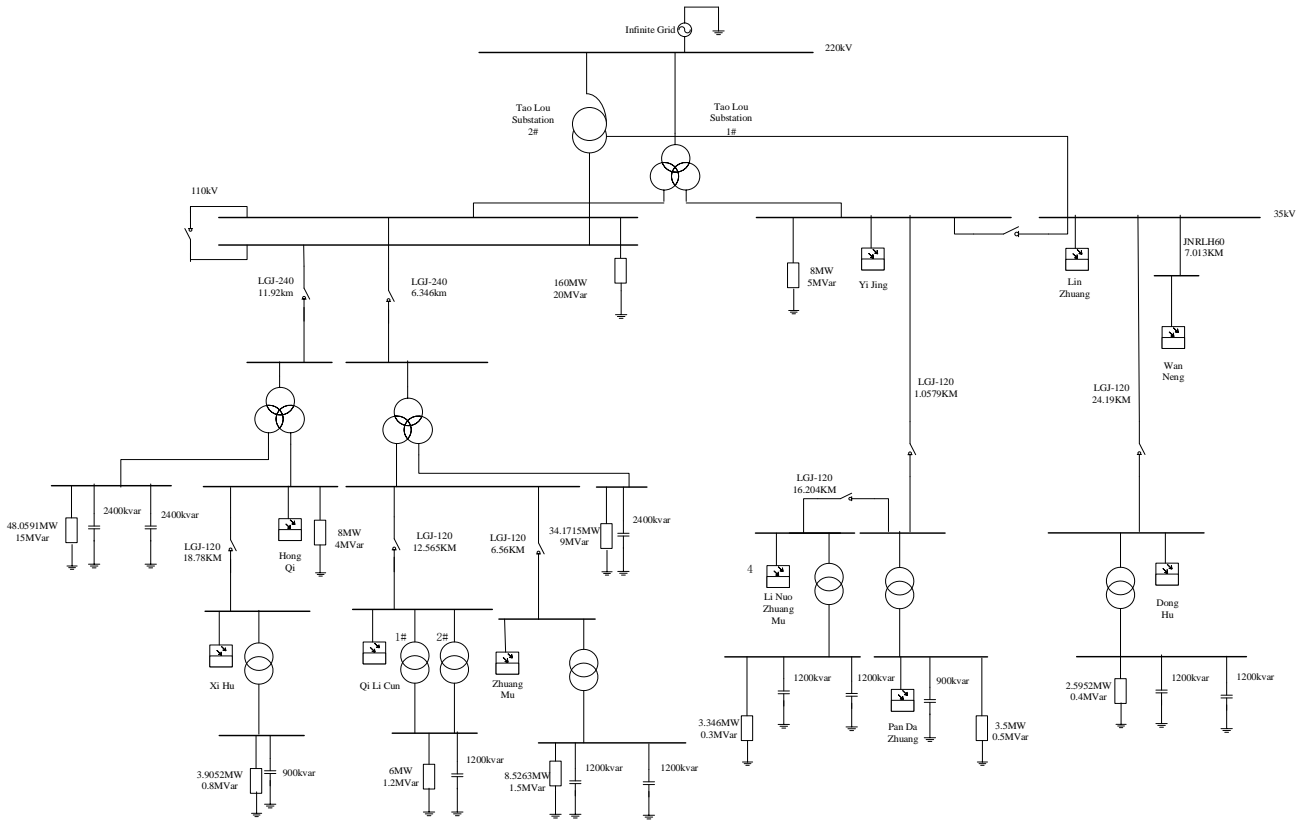 Infinite Grid
220kV
Tao Lou
Substation
2#
Tao Lou
Substation
1#
110kV
35kV
LGJ-240
11.92km
LGJ-240
6.346km
160MW
20MVar
8MW
5MVar
Yi Jing
Lin
Zhuang
JNRLH60
7.013KM
Wan
Neng
LGJ-120
1.0579KM
LGJ-120
24.19KM
LGJ-120
16.204KM
48.0591MW
15MVar
2400kvar
2400kvar
LGJ-120
18.78KM
Hong
Qi
8MW
4MVar
LGJ-120
12.565KM
LGJ-120
6.56KM
34.1715MW
9MVar
2400kvar
4
Li Nuo
Zhuang
Mu
Dong
Hu
Xi Hu
Qi Li Cun
1#
2#
Zhuang
Mu
3.346MW
0.3MVar
1200kvar
1200kvar
Pan Da
Zhuang
900kvar
3.5MW
0.5MVar
2.5952MW
0.4MVar
1200kvar
1200kvar
3.9052MW
0.8MVar
900kvar
6MW
1.2MVar
1200kvar
8.5263MW
1.5MVar
1200kvar
1200kvar